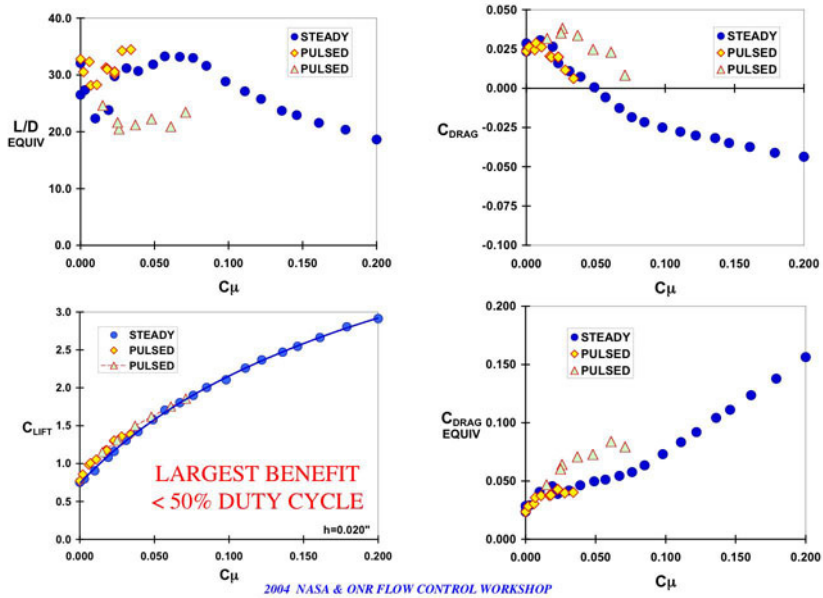 40.0
30.0
20.0
10.0
0.0
L/D
EQUIV
STEADY
PULSED
PULSED
0.000 0.050 0.100 0.150 0.200
Cμ
0.050
0.025
0.000
-0.025
-0.050
-0.075
-0.100
CDRAG
STEADY
PULSED
PULSED
0.000 0.050 0.100 0.150 0.200
Cμ
3.0
2.5
2.0
1.5
1.0
0.5
0.0
CLIFT
STEADY
PULSED
PULSED
LARGEST BENEFIT
< 50% DUTY CYCLE
h=0.020"
0.000 0.050 0.100 0.150 0.200
Cμ
0.200
0.150
0.100
0.050
0.000
CDRAG
EQUIV
STEADY
PULSED
PULSED
0.000 0.050 0.100 0.150 0.200
Cμ
2004 NASA & ONR FLOW CONTROL WORKSHOP